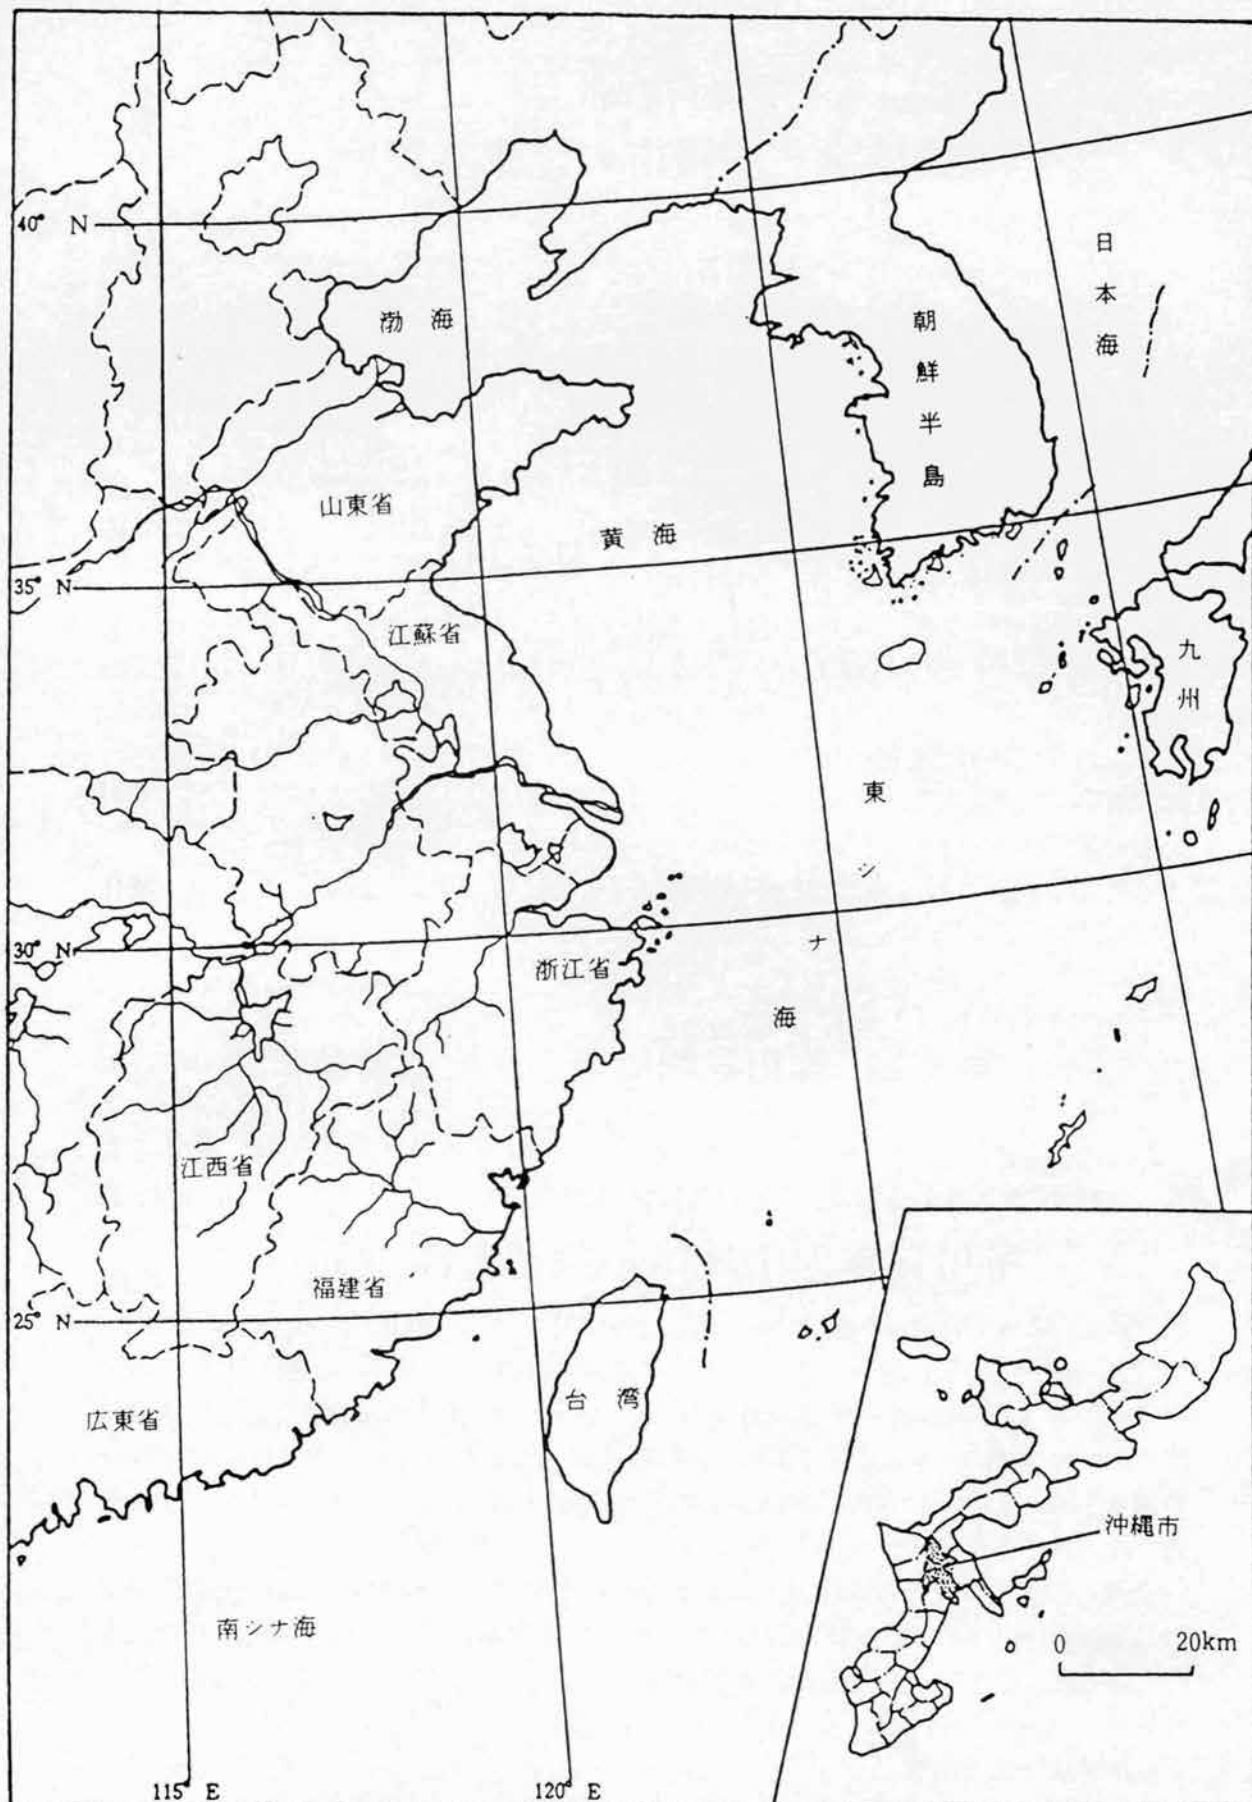 40° N
日本海
渤海
朝鮮半島
山東省
黄海
35° N
江蘇省
九州
東シナ海
30° N
浙江省
江西省
福建省
25° N
台湾
広東省
沖縄市
南シナ海
0 20km
115° E
120° E